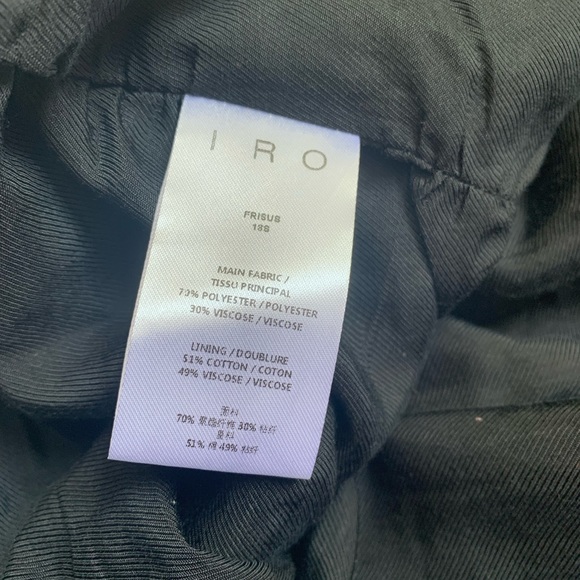 IRO
FRISUS
18S
MAIN FABRIC /
TISSU PRINCIPAL
70% POLYESTER / POLYESTER
30% VISCOSE / VISCOSE
LINING / DOUBLURE
51% COTTON / COTON
49% VISCOSE / VISCOSE
面料
70% 聚酯纤维 30% 粘纤
里料
51% 棉 49% 粘纤